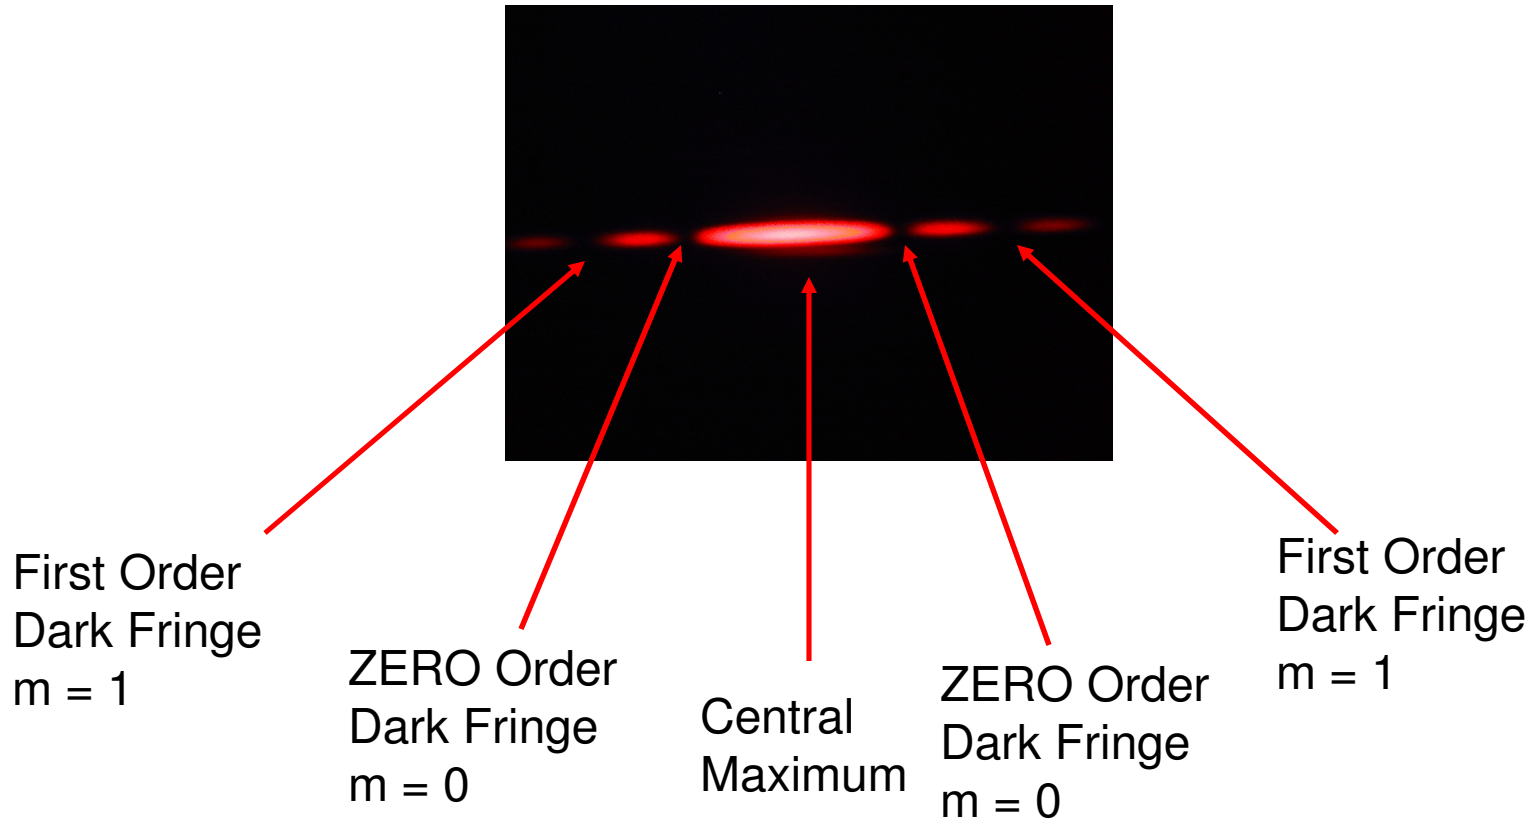 First Order
Dark Fringe
m = 1
ZERO Order
Dark Fringe
m = 0
Central
Maximum
ZERO Order
Dark Fringe
m = 0
First Order
Dark Fringe
m = 1